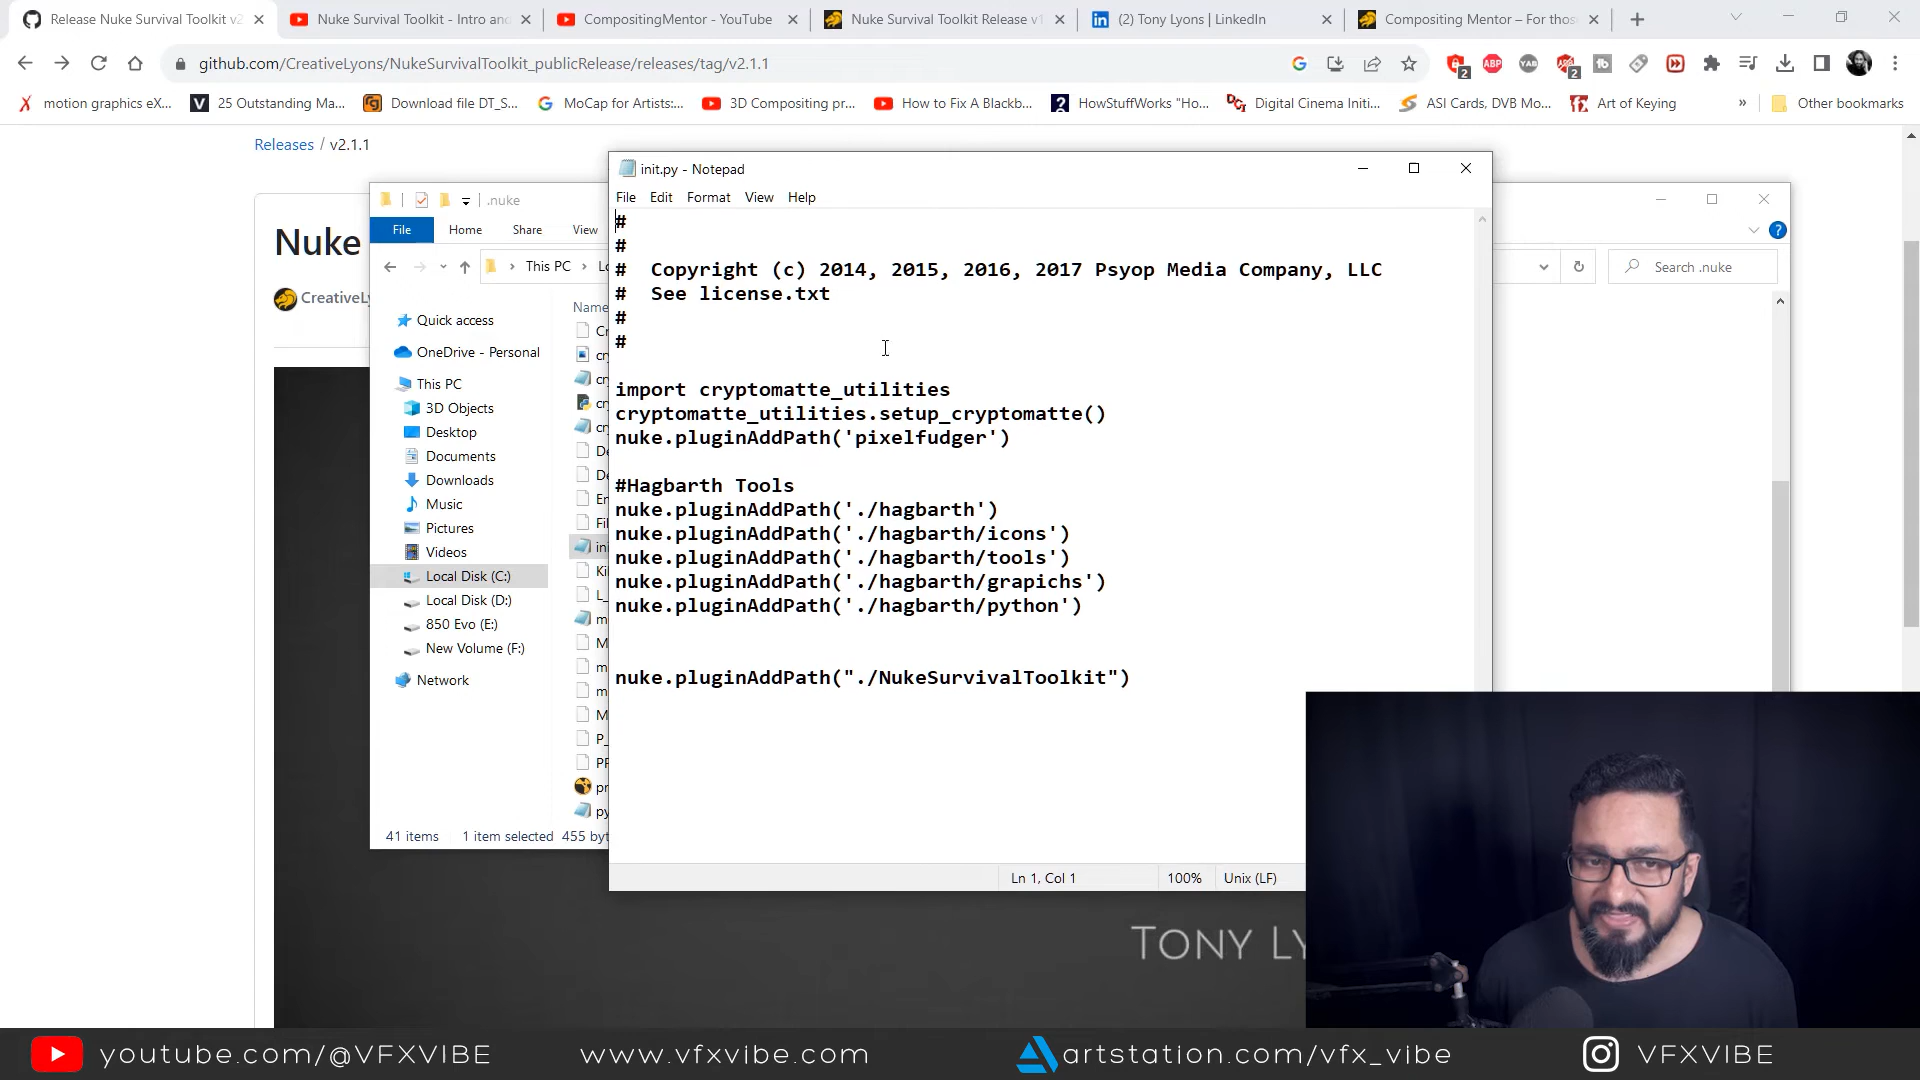 Release Nuke Survival Toolkit v2
Nuke Survival Toolkit - Intro and
CompositingMentor - YouTube
Nuke Survival Toolkit Release v1
(2) Tony Lyons | LinkedIn
Compositing Mentor – For thos
github.com/CreativeLyons/NukeSurvivalToolkit_publicRelease/releases/tag/v2.1.1
motion graphics eX...
25 Outstanding Ma...
Download file DT_S...
MoCap for Artists:...
3D Compositing pr...
How to Fix A Blackb...
HowStuffWorks "Ho...
Digital Cinema Initi...
ASI Cards, DVB Mo...
Art of Keying
Other bookmarks
Releases / v2.1.1
Nuke
CreativeLy
.nuke
File Home Share View
This PC
Search .nuke
Name
Quick access
OneDrive - Personal
This PC
3D Objects
Desktop
Documents
Downloads
Music
Pictures
Videos
Local Disk (C:)
Local Disk (D:)
850 Evo (E:)
New Volume (F:)
Network
41 items 1 item selected 455 byt
init.py - Notepad
File Edit Format View Help
#
#
# Copyright (c) 2014, 2015, 2016, 2017 Psyop Media Company, LLC
# See license.txt
#
#
import cryptomatte_utilities
cryptomatte_utilities.setup_cryptomatte()
nuke.pluginAddPath('pixelfudger')
#Hagbarth Tools
nuke.pluginAddPath('./hagbarth')
nuke.pluginAddPath('./hagbarth/icons')
nuke.pluginAddPath('./hagbarth/tools')
nuke.pluginAddPath('./hagbarth/grapichs')
nuke.pluginAddPath('./hagbarth/python')
nuke.pluginAddPath("./NukeSurvivalToolkit")
Ln 1, Col 1 100% Unix (LF)
TONY LY
youtube.com/@VFXVIBE
www.vfxvibe.com
artstation.com/vfx_vibe
VFXVIBE